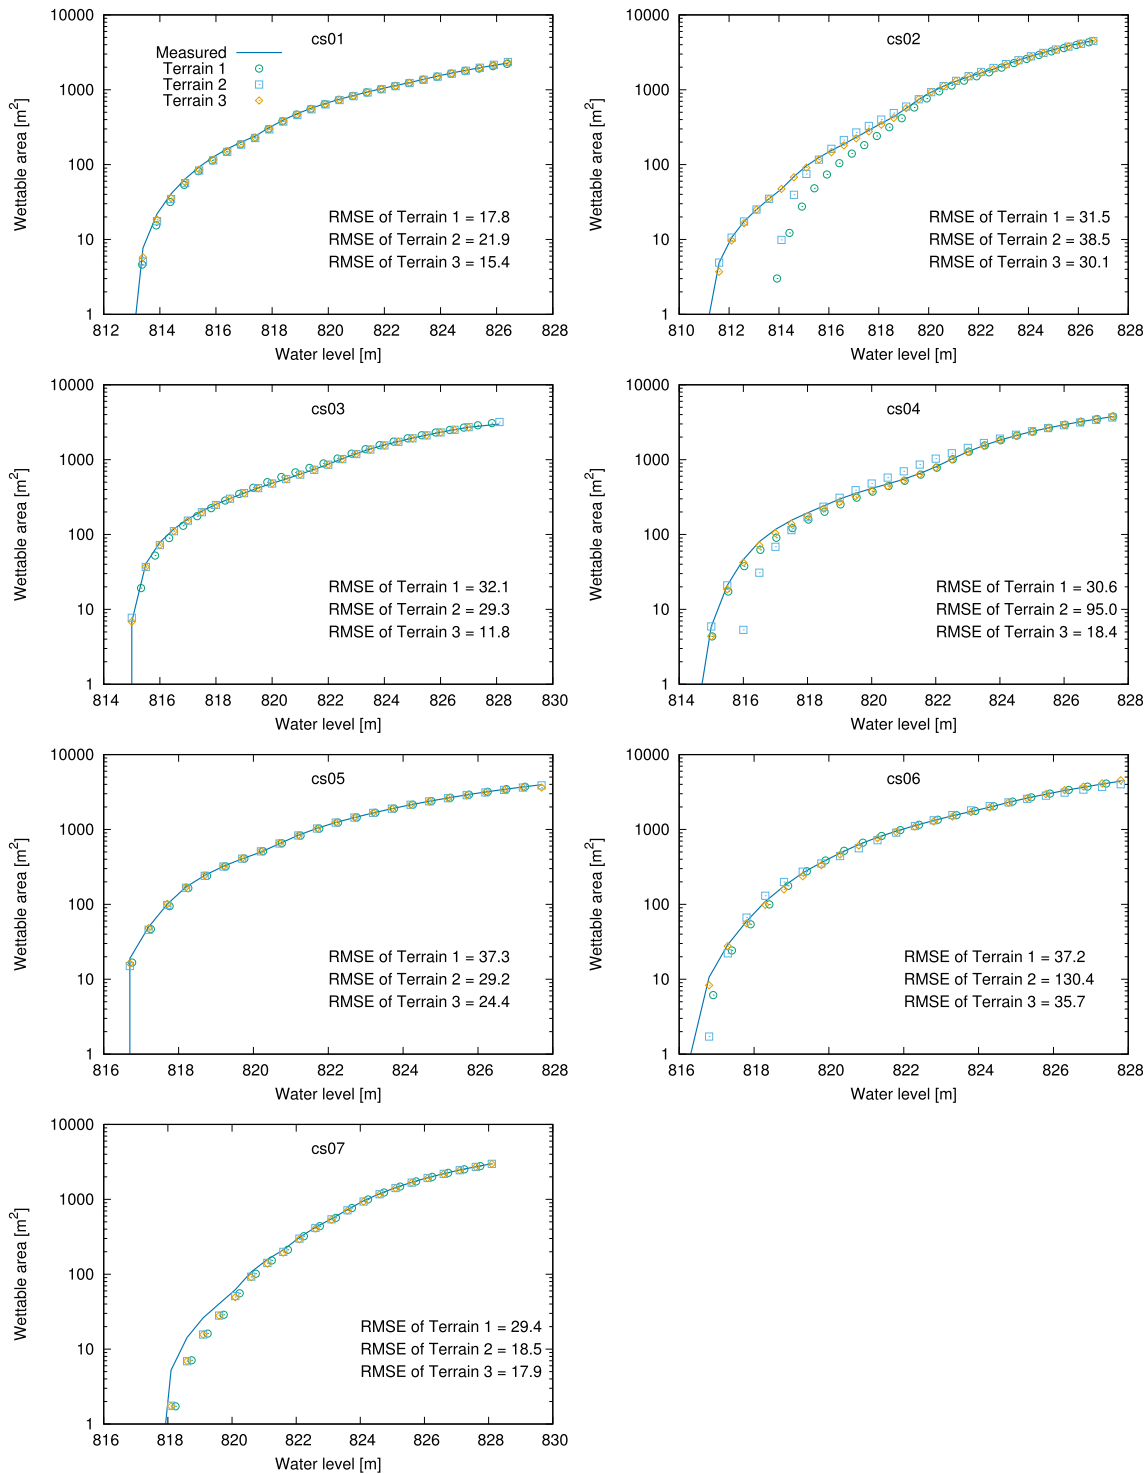 cs01
Measured
Terrain 1
Terrain 2
Terrain 3
10000
1000
100
10
1
Wettable area [m²]
RMSE of Terrain 1 = 17.8
RMSE of Terrain 2 = 21.9
RMSE of Terrain 3 = 15.4
812 814 816 818 820 822 824 826 828
Water level [m]
cs02
10000
1000
100
10
1
Wettable area [m²]
RMSE of Terrain 1 = 31.5
RMSE of Terrain 2 = 38.5
RMSE of Terrain 3 = 30.1
810 812 814 816 818 820 822 824 826 828
Water level [m]
cs03
10000
1000
100
10
1
Wettable area [m²]
RMSE of Terrain 1 = 32.1
RMSE of Terrain 2 = 29.3
RMSE of Terrain 3 = 11.8
814 816 818 820 822 824 826 828 830
Water level [m]
cs04
10000
1000
100
10
1
Wettable area [m²]
RMSE of Terrain 1 = 30.6
RMSE of Terrain 2 = 95.0
RMSE of Terrain 3 = 18.4
814 816 818 820 822 824 826 828
Water level [m]
cs05
10000
1000
100
10
1
Wettable area [m²]
RMSE of Terrain 1 = 37.3
RMSE of Terrain 2 = 29.2
RMSE of Terrain 3 = 24.4
816 818 820 822 824 826 828
Water level [m]
cs06
10000
1000
100
10
1
Wettable area [m²]
RMSE of Terrain 1 = 37.2
RMSE of Terrain 2 = 130.4
RMSE of Terrain 3 = 35.7
816 818 820 822 824 826 828
Water level [m]
cs07
10000
1000
100
10
1
Wettable area [m²]
RMSE of Terrain 1 = 29.4
RMSE of Terrain 2 = 18.5
RMSE of Terrain 3 = 17.9
816 818 820 822 824 826 828 830
Water level [m]